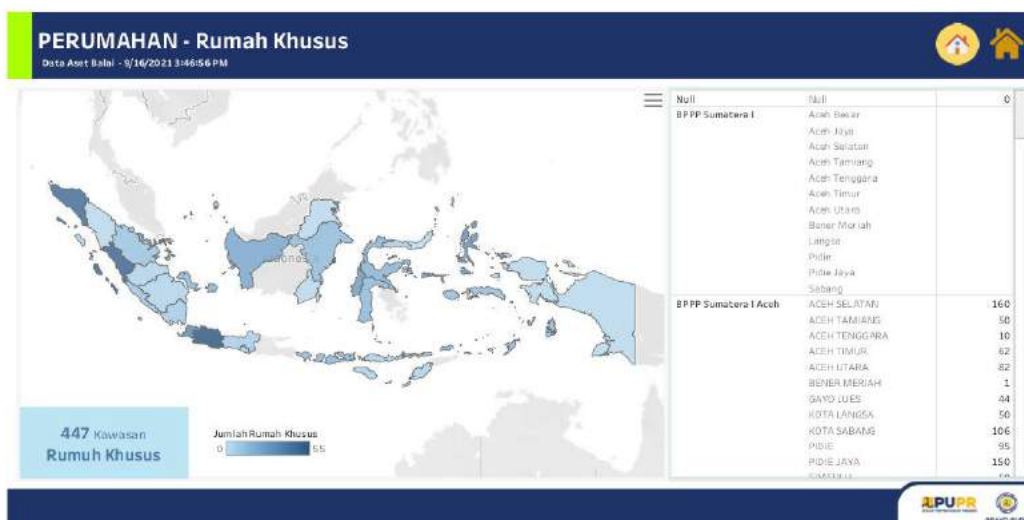 PERUMAHAN - Rumah Khusus
Data Aset Balai - 9/16/2021 3:46:56 PM
Null Null 0
BPPP Sumatera I Aceh Besar
Aceh Jaya
Aceh Selatan
Aceh Tamiang
Aceh Tenggara
Aceh Timur
Aceh Utara
Bener Meriah
Langsa
Pidie
Pidie Jaya
Sabang
BPPP Sumatera I Aceh ACEH SELATAN 160
ACEH TAMIANG 50
ACEH TENGGARA 10
ACEH TIMUR 62
ACEH UTARA 82
BENER MERIAH 1
GAYO LUES 44
KOTA LANGSA 50
KOTA SABANG 106
PIDIE 95
PIDIE JAYA 150
Indonesia
447 Kawasan
Rumuh Khusus
Jumlah Rumah Khusus
0 55
PUPR